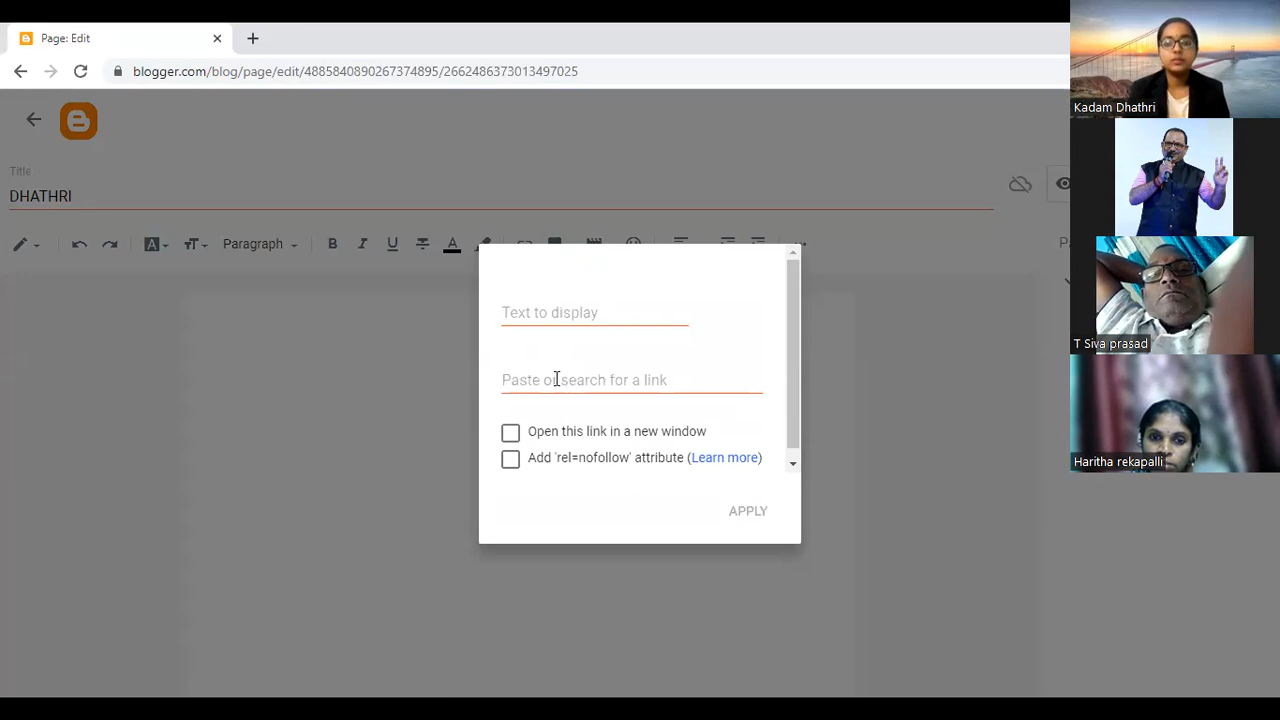 Page: Edit
blogger.com/blog/page/edit/4885840890267374895/2662486373013497025
Title
DHATHRI
Paragraph
B I U
Text to display
Paste or search for a link
Open this link in a new window
Add 'rel=nofollow' attribute (Learn more)
APPLY
Kadam Dhathri
T Siva prasad
Haritha rekapalli